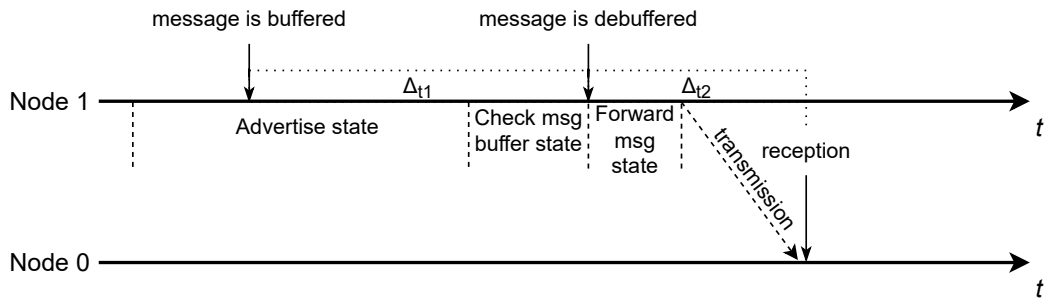 message is buffered
message is debuffered
Δt1
Δt2
Node 1
t
Advertise state
Check msg
buffer state
Forward
msg
state
transmission
reception
Node 0
t